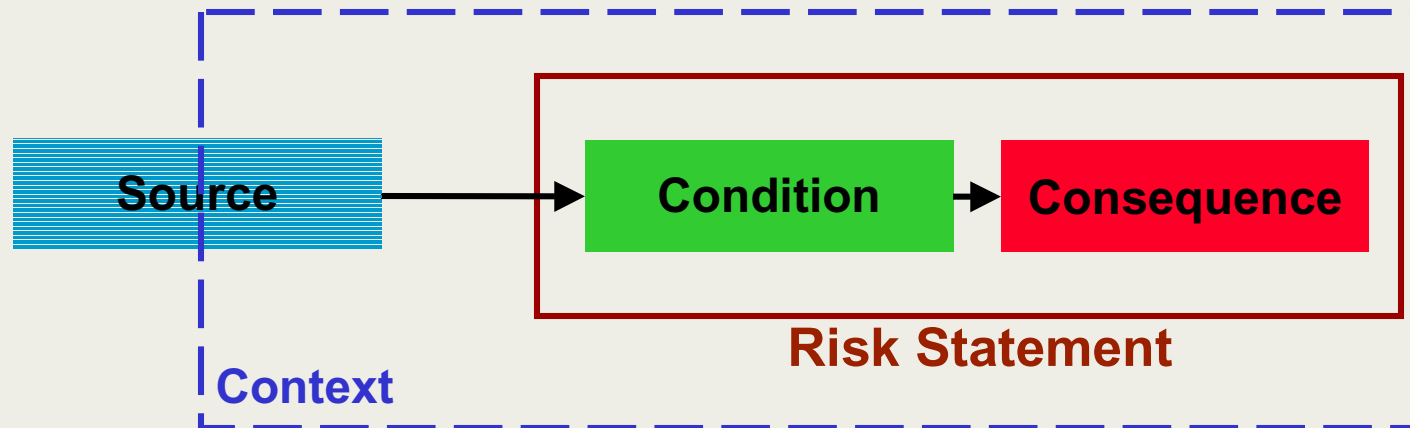 Source
Condition
Consequence
Risk Statement
Context